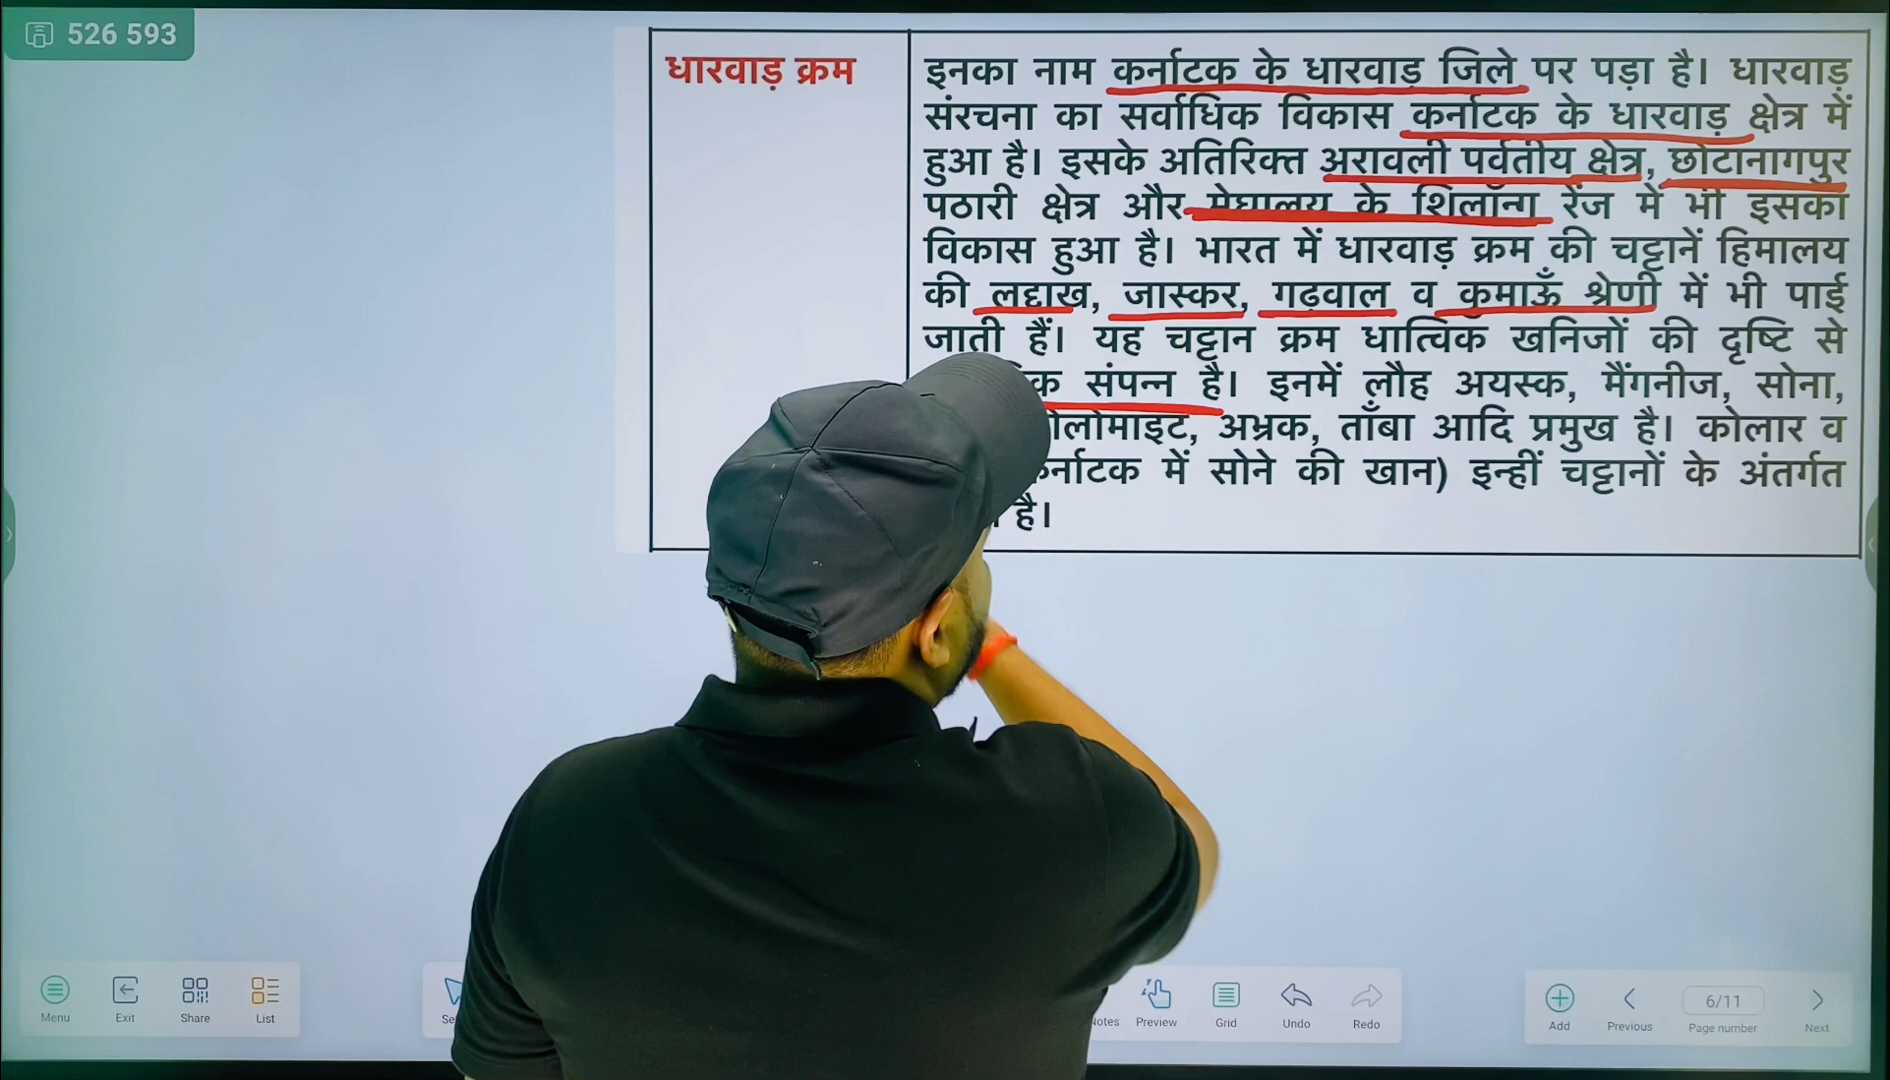 526 593
धारवाड़ क्रम
इनका नाम कर्नाटक के धारवाड़ जिले पर पड़ा है। धारवाड़
संरचना का सर्वाधिक विकास कर्नाटक के धारवाड़ क्षेत्र में
हुआ है। इसके अतिरिक्त अरावली पर्वतीय क्षेत्र, छोटानागपुर
पठारी क्षेत्र और मेघालय के शिलॉन्ग रेंज में भी इसका
विकास हुआ है। भारत में धारवाड़ क्रम की चट्टानें हिमालय
की लद्दाख, जास्कर, गढ़वाल व कुमाऊँ श्रेणी में भी पाई
जाती हैं। यह चट्टान क्रम धात्विक खनिजों की दृष्टि से
संपन्न है। इनमें लौह अयस्क, मैंगनीज, सोना,
अभ्रक, ताँबा आदि प्रमुख है। कोलार व
में सोने की खान) इन्हीं चट्टानों के अंतर्गत
है।
Menu
Exit
Share
List
Preview
Grid
Undo
Redo
Add
Previous
6/11
Page number
Next